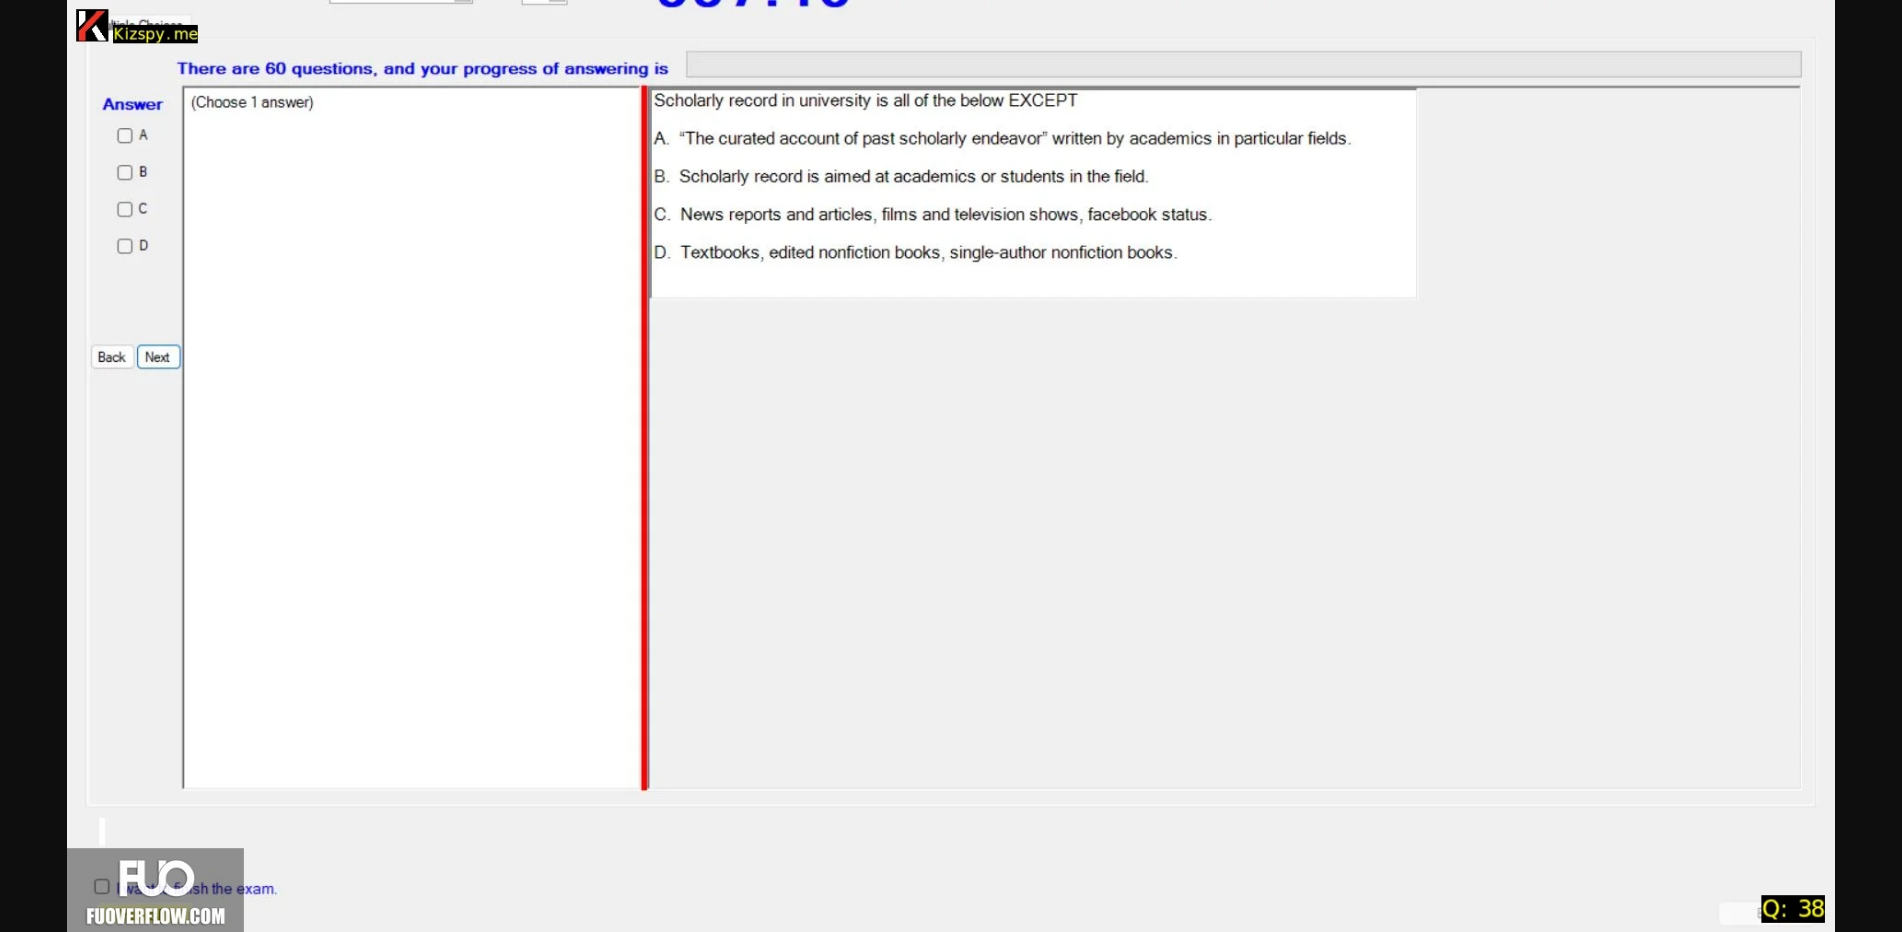 Kizspy.me
There are 60 questions, and your progress of answering is
Answer
(Choose 1 answer)
A
B
C
D
Back
Next
Scholarly record in university is all of the below EXCEPT
A. “The curated account of past scholarly endeavor” written by academics in particular fields.
B. Scholarly record is aimed at academics or students in the field.
C. News reports and articles, films and television shows, facebook status.
D. Textbooks, edited nonfiction books, single-author nonfiction books.
FUO
the exam.
FUOVERFLOW.COM
Q: 38